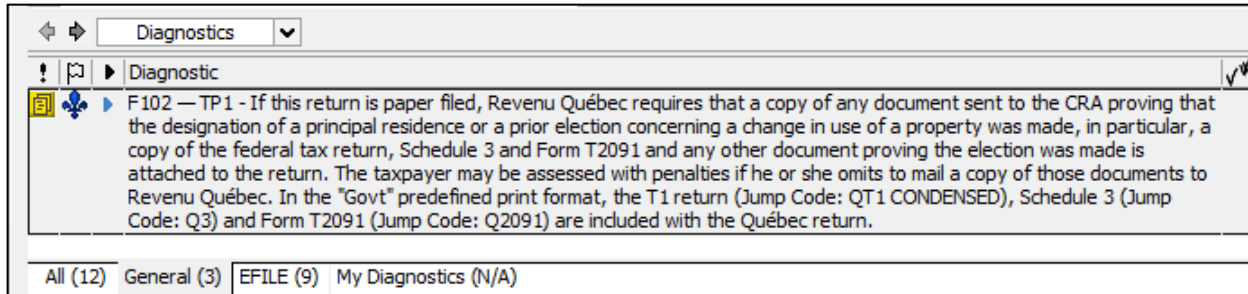 Diagnostics
! Diagnostic
F102 — TP1 - If this return is paper filed, Revenu Québec requires that a copy of any document sent to the CRA proving that
the designation of a principal residence or a prior election concerning a change in use of a property was made, in particular, a
copy of the federal tax return, Schedule 3 and Form T2091 and any other document proving the election was made is
attached to the return. The taxpayer may be assessed with penalties if he or she omits to mail a copy of those documents to
Revenu Québec. In the "Govt" predefined print format, the T1 return (Jump Code: QT1 CONDENSED), Schedule 3 (Jump
Code: Q3) and Form T2091 (Jump Code: Q2091) are included with the Québec return.
All (12) General (3) EFILE (9) My Diagnostics (N/A)